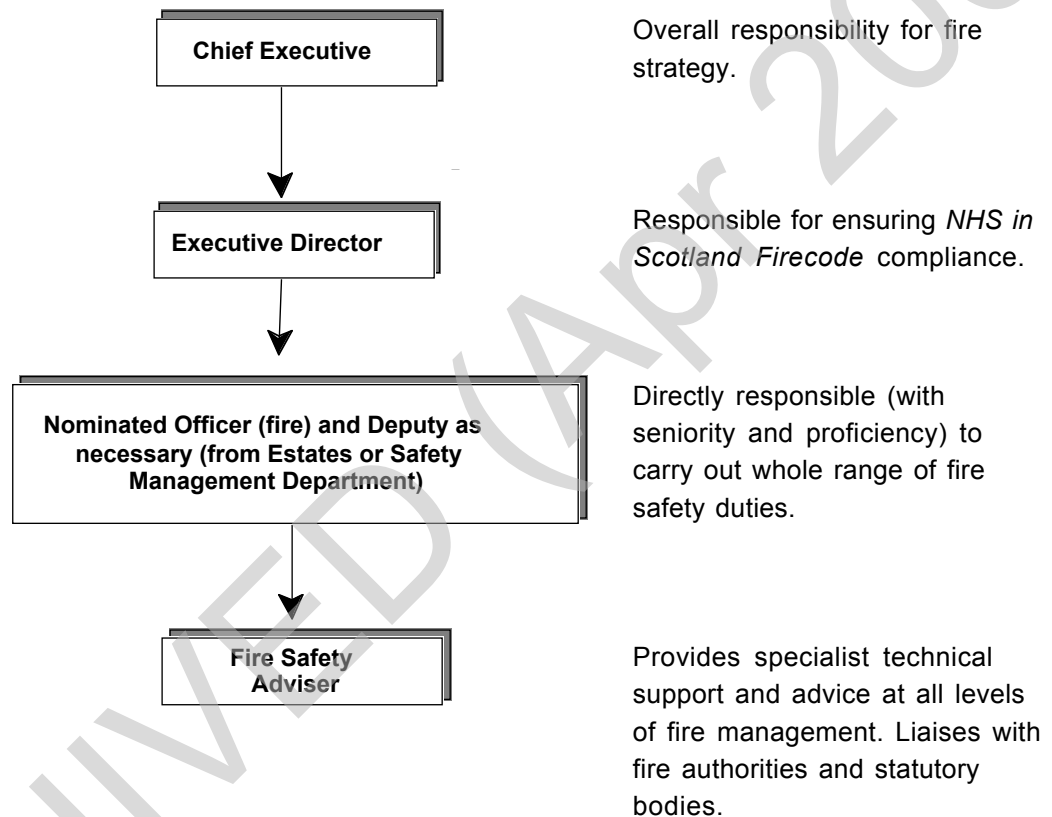 Chief Executive
Overall responsibility for fire
strategy.
Executive Director
Responsible for ensuring NHS in
Scotland Firecode compliance.
Nominated Officer (fire) and Deputy as
necessary (from Estates or Safety
Management Department)
Directly responsible (with
seniority and proficiency) to
carry out whole range of fire
safety duties.
Fire Safety
Adviser
Provides specialist technical
support and advice at all levels
of fire management. Liaises with
fire authorities and statutory
bodies.
IVED (Apr 20